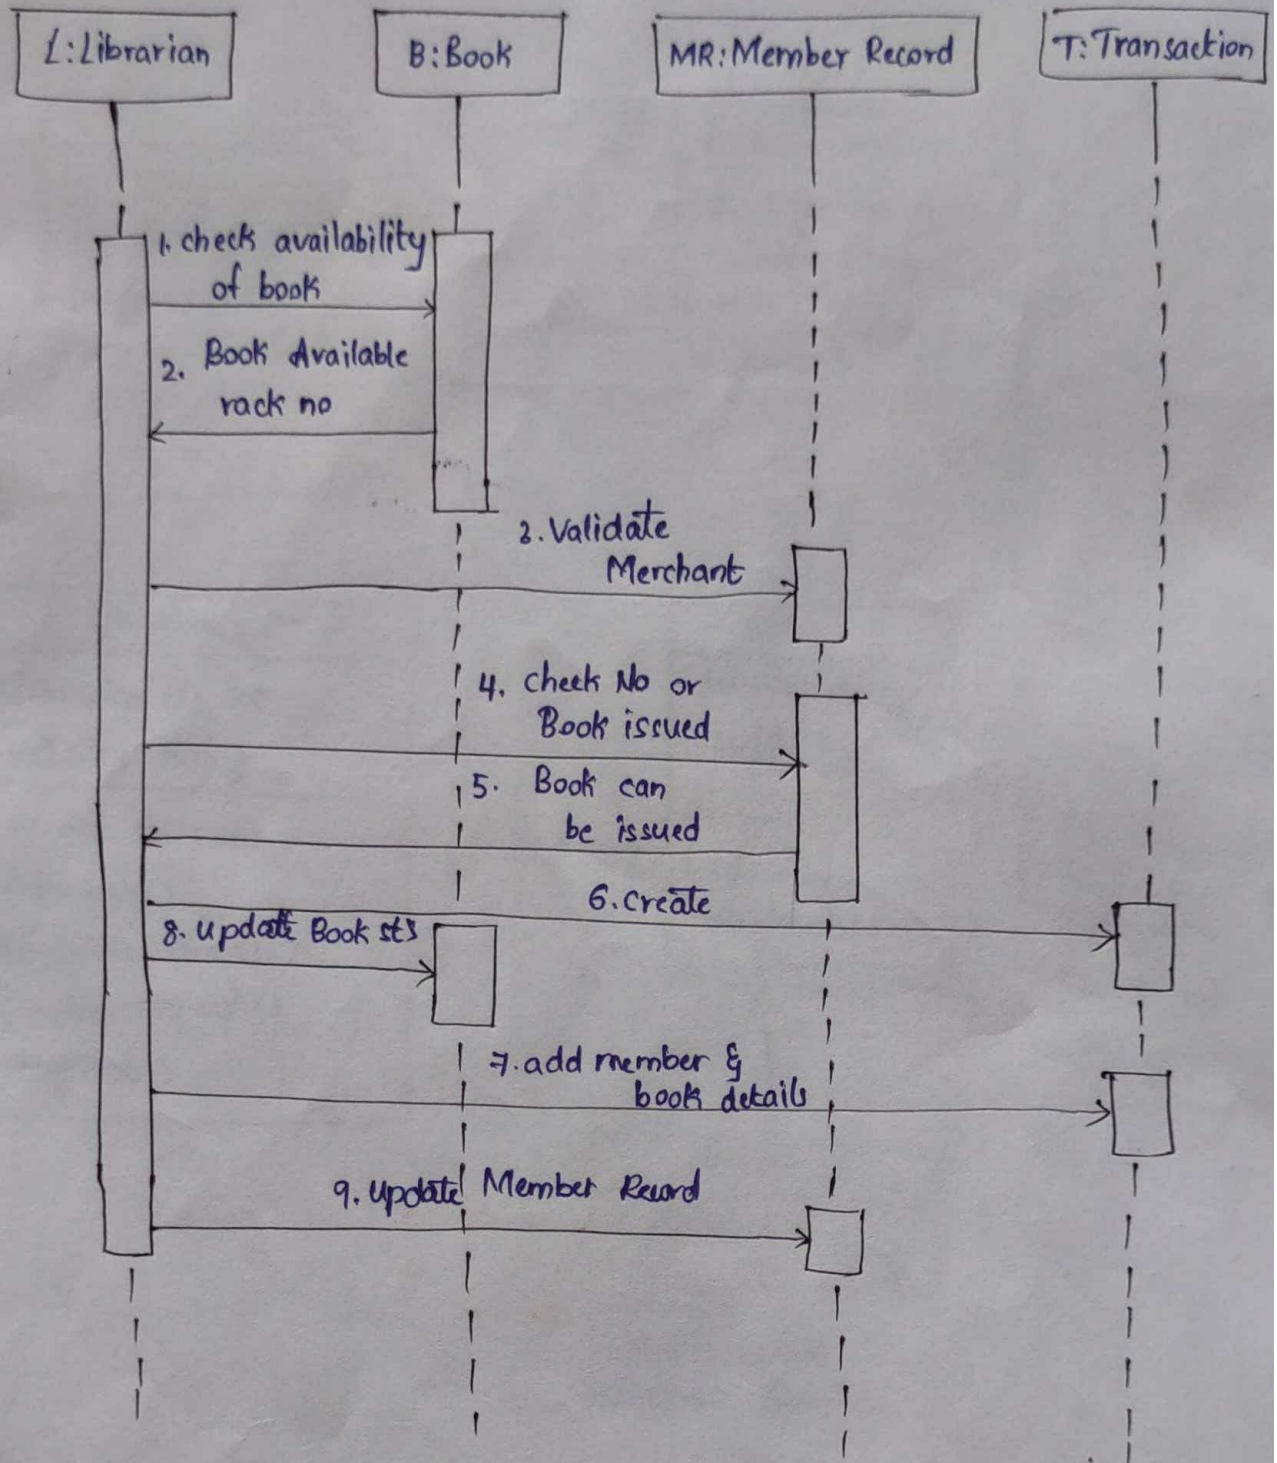 L:Librarian
B:Book
MR:Member Record
T:Transaction
1. check availability
of book
2. Book Available
rack no
3. Validate
Merchant
4. check No or
Book issued
5. Book can
be issued
6. create
8. update Book sts
7. add member &
book details
9. update Member Record